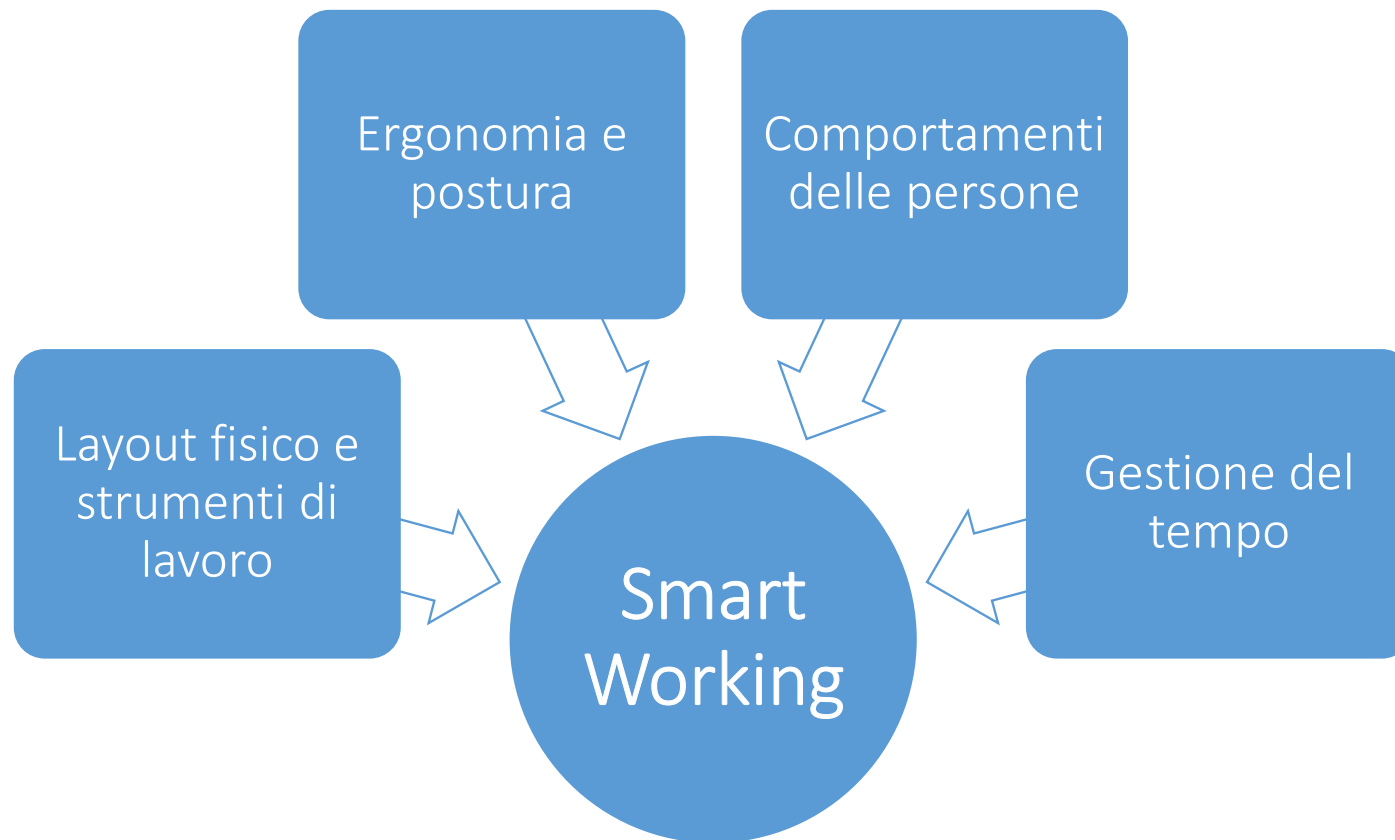 Ergonomia e
postura
Comportamenti
delle persone
Layout fisico e
strumenti di
lavoro
Gestione del
tempo
Smart
Working